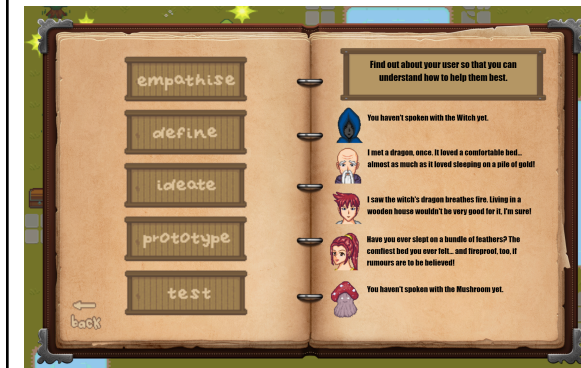 empathise
define
ideate
prototype
test
back
Find out about your user so that you can
understand how to help them best.
You haven't spoken with the Witch yet.
I met a dragon, once. It loved a comfortable bed...
almost as much as it loved sleeping on a pile of gold!
I saw the witch's dragon breathes fire. Living in a
wooden house wouldn't be very good for it, I'm sure!
Have you ever slept on a bundle of feathers? The
comfiest bed you ever felt... and fireproof, too, if
rumours are to be believed!
You haven't spoken with the Mushroom yet.